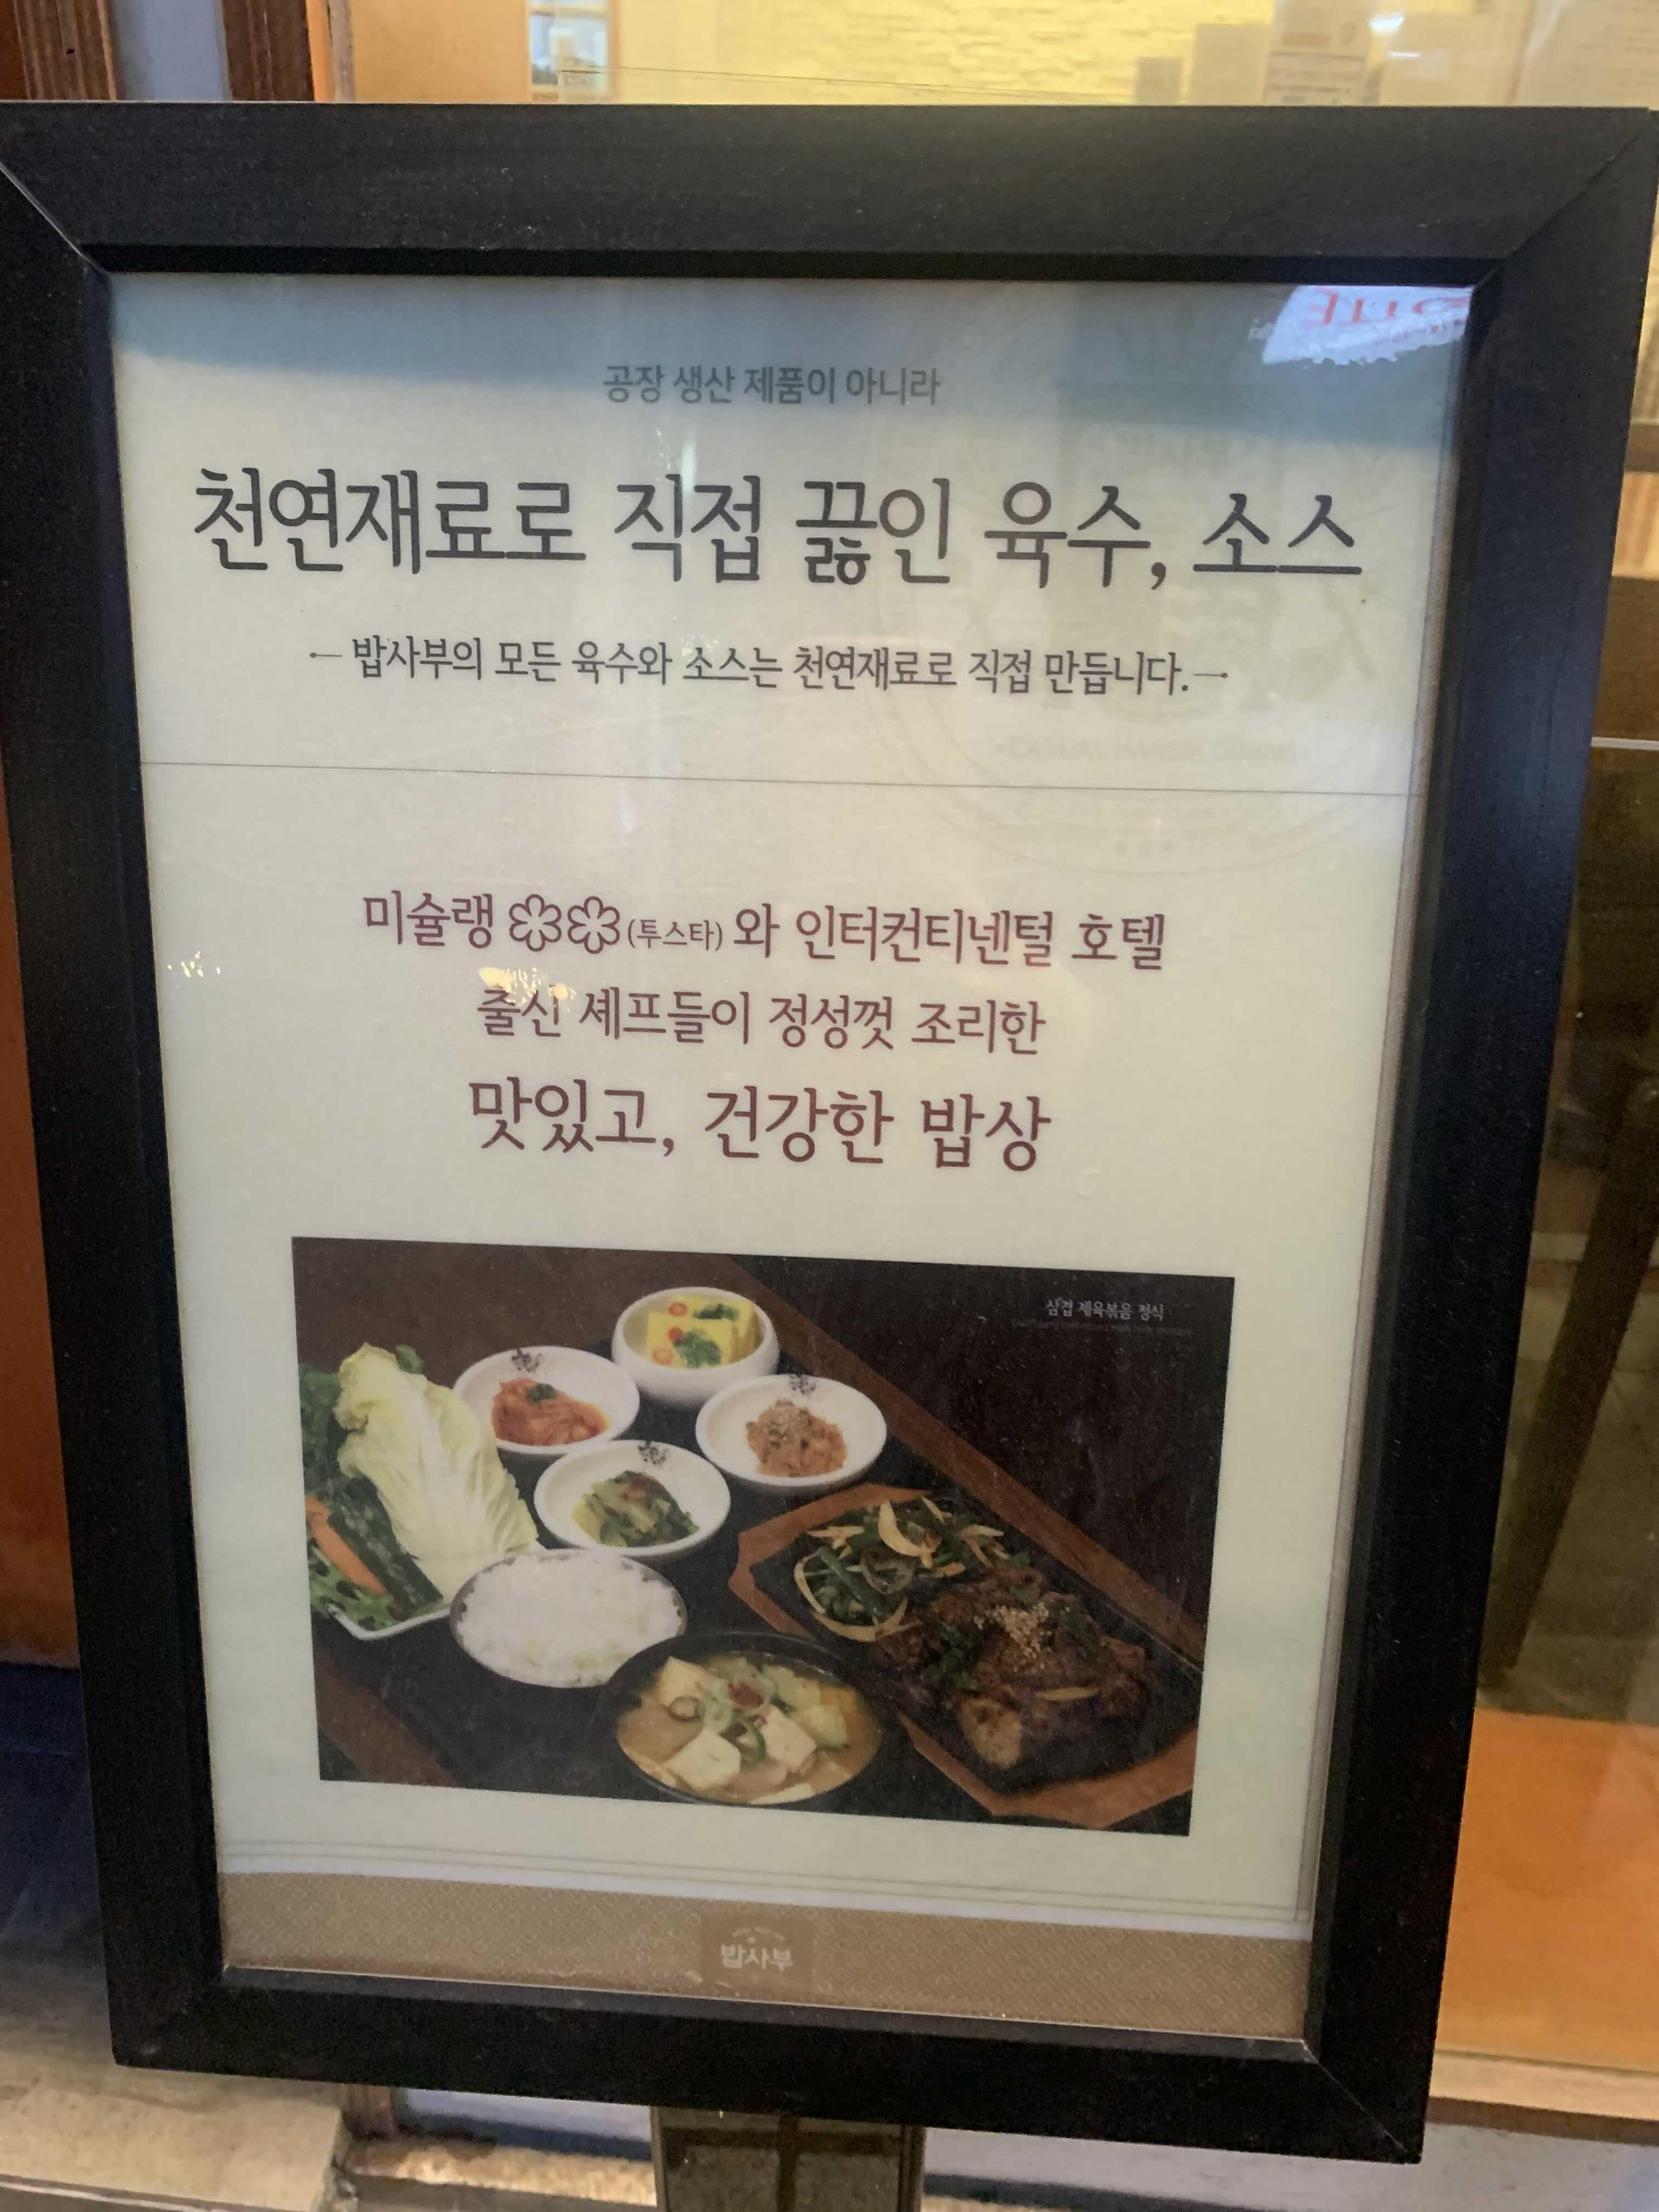 공장 생산 제품이 아니라
천연재료로 직접 끓인 육수, 소스
– 밥사부의 모든 육수와 소스는 천연재료로 직접 만듭니다. –
미슐랭 (투스타) 와 인터컨티넨털 호텔
출신 셰프들이 정성껏 조리한
맛있고, 건강한 밥상
삼겹 제육볶음 정식
밥사부